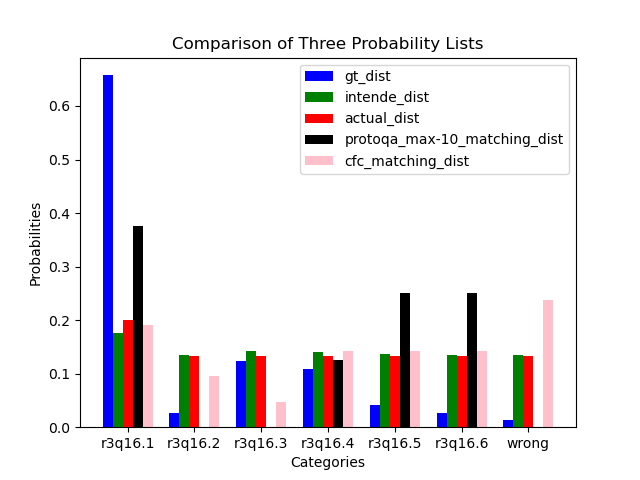 Comparison of Three Probability Lists
gt_dist
intende_dist
actual_dist
protoqa_max-10_matching_dist
cfc_matching_dist
Probabilities
0.6
0.5
0.4
0.3
0.2
0.1
0.0
r3q16.1 r3q16.2 r3q16.3 r3q16.4 r3q16.5 r3q16.6 wrong
Categories